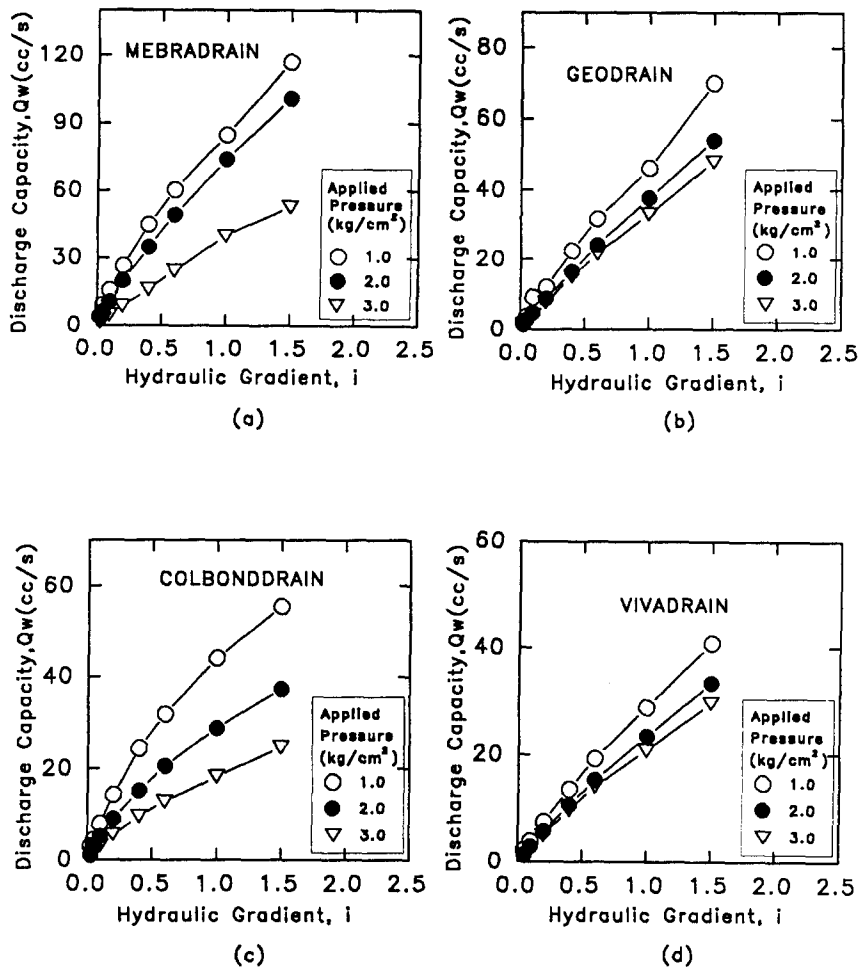 MEBRADRAIN
Discharge Capacity,Qw(cc/s)
120
90
60
30
0
Applied
Pressure
(kg/cm²)
1.0
2.0
3.0
0.0 0.5 1.0 1.5 2.0 2.5
Hydraulic Gradient, i
(a)
GEODRAIN
Discharge Capacity,Qw(cc/s)
80
60
40
20
0
Applied
Pressure
(kg/cm²)
1.0
2.0
3.0
0.0 0.5 1.0 1.5 2.0 2.5
Hydraulic Gradient, i
(b)
COLBONDDRAIN
Discharge Capacity,Qw(cc/s)
60
40
20
0
Applied
Pressure
(kg/cm²)
1.0
2.0
3.0
0.0 0.5 1.0 1.5 2.0 2.5
Hydraulic Gradient, i
(c)
VIVADRAIN
Discharge Capacity,Qw(cc/s)
60
40
20
0
Applied
Pressure
(kg/cm²)
1.0
2.0
3.0
0.0 0.5 1.0 1.5 2.0 2.5
Hydraulic Gradient, i
(d)